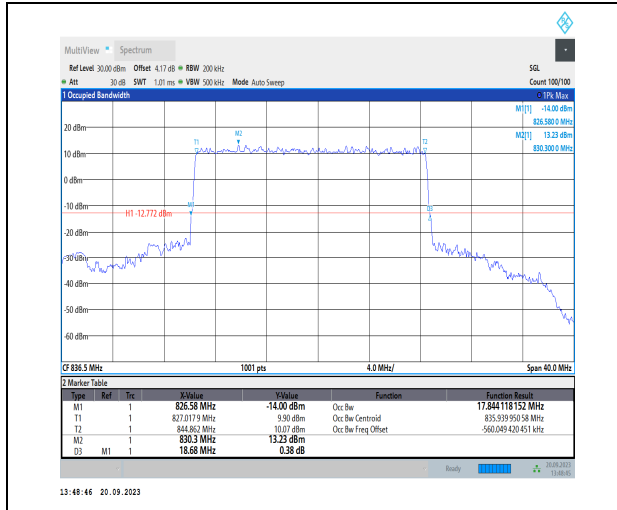 MultiView Spectrum
Ref Level 30.00 dBm Offset 4.17 dB RBW 200 kHz SGL
Att 30 dB SWT 1.01 ms VBW 500 kHz Mode Auto Sweep Count 100/100
1 Occupied Bandwidth 1Pk Max
M1[1] -14.00 dBm
826.580 0 MHz
M2[1] 13.23 dBm
830.300 0 MHz
20 dBm
T1 M2 T2
10 dBm
0 dBm
-10 dBm
M1 D3
H1 -12.772 dBm
-20 dBm
-30 dBm
-40 dBm
-50 dBm
-60 dBm
CF 836.5 MHz 1001 pts 4.0 MHz/ Span 40.0 MHz
2 Marker Table
Type Ref Trc X-Value Y-Value Function Function Result
M1 1 826.58 MHz -14.00 dBm Occ Bw 17.844 118 152 MHz
T1 1 827.017 9 MHz 9.90 dBm Occ Bw Centroid 835.939 950 58 MHz
T2 1 844.862 MHz 10.07 dBm Occ Bw Freq Offset -560.049 420 451 kHz
M2 1 830.3 MHz 13.23 dBm
D3 M1 1 18.68 MHz 0.38 dB
Ready 20.09.2023
13:48:45
13:48:46 20.09.2023